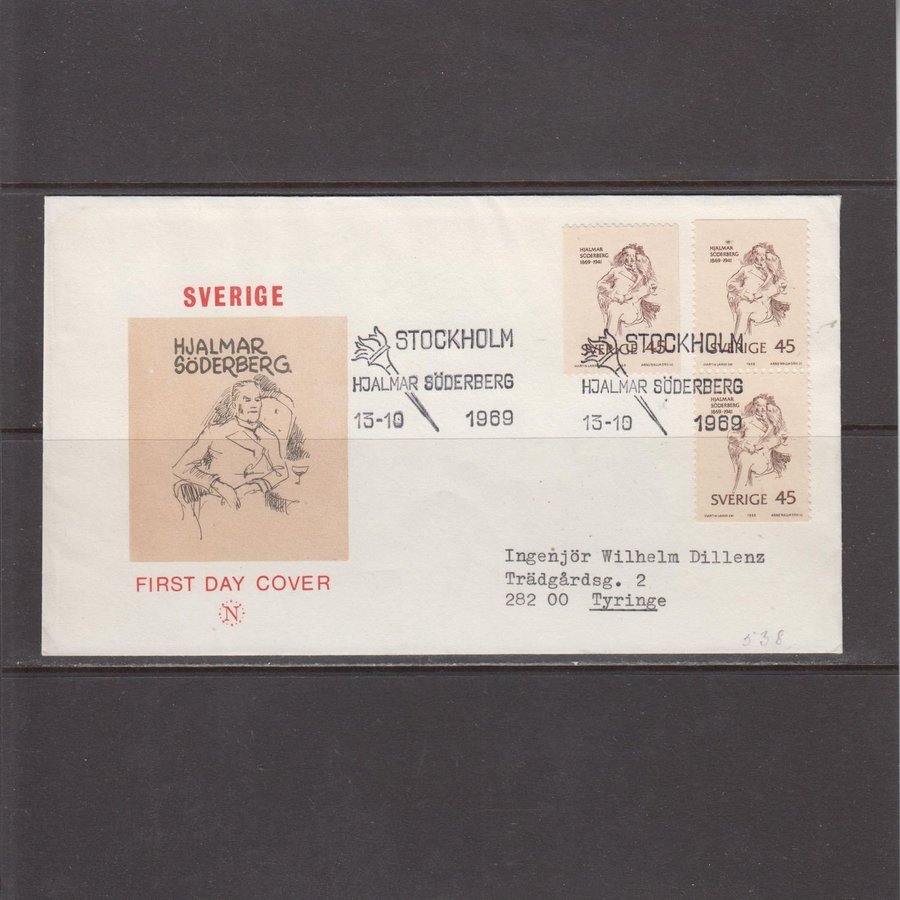 SVERIGE
HJALMAR
SÖDERBERG
FIRST DAY COVER
N
STOCKHOLM
HJALMAR SÖDERBERG
13-10 1969
STOCKHOLM
HJALMAR SÖDERBERG
13-10 1969
HJALMAR
SÖDERBERG
1869-1941
SVERIGE 45
HJALMAR
SÖDERBERG
1869-1941
SVERIGE 45
HJALMAR
SÖDERBERG
1869-1941
SVERIGE 45
Ingenjör Wilhelm Dillenz
Trädgårdsg. 2
282 00 Tyringe
538